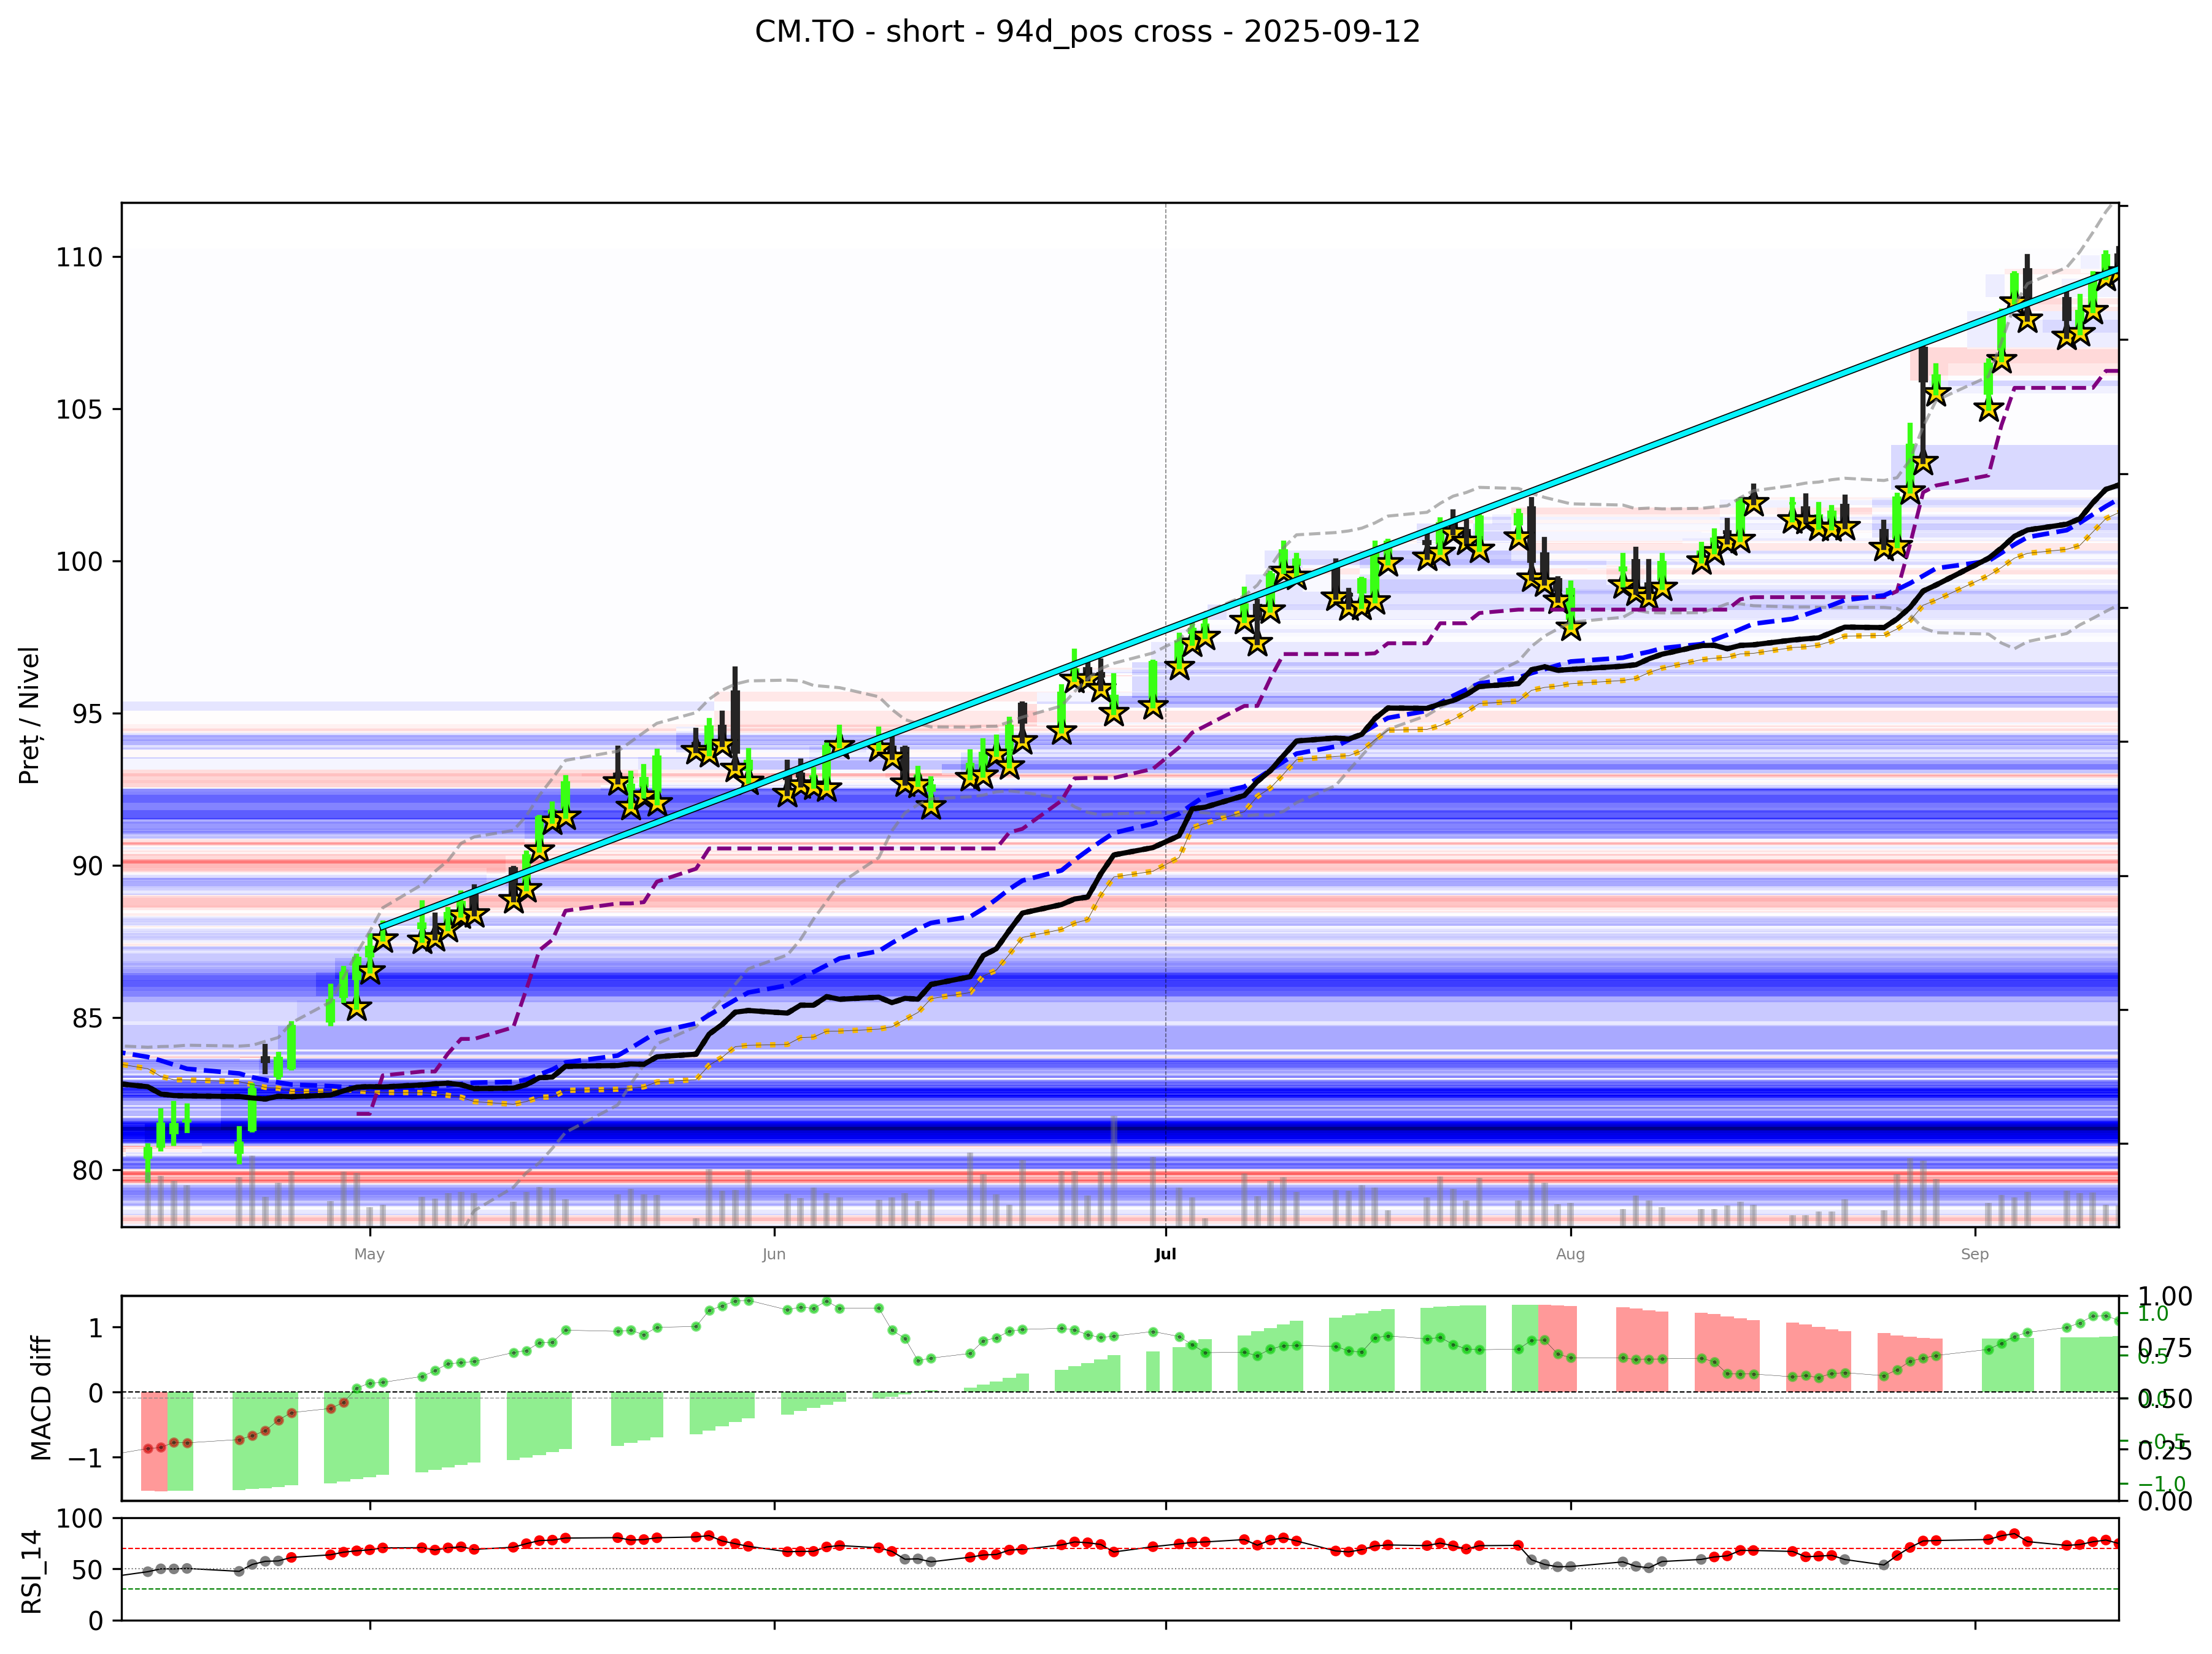 CM.TO - short - 94d_pos cross - 2025-09-12
Preț / Nivel
110
105
100
95
90
85
80
May
Jun
Jul
Aug
Sep
MACD diff
1
0
−1
1.00
0.75
0.50
0.25
0.00
1.0
0.5
0.0
−0.5
−1.0
RSI_14
100
50
0